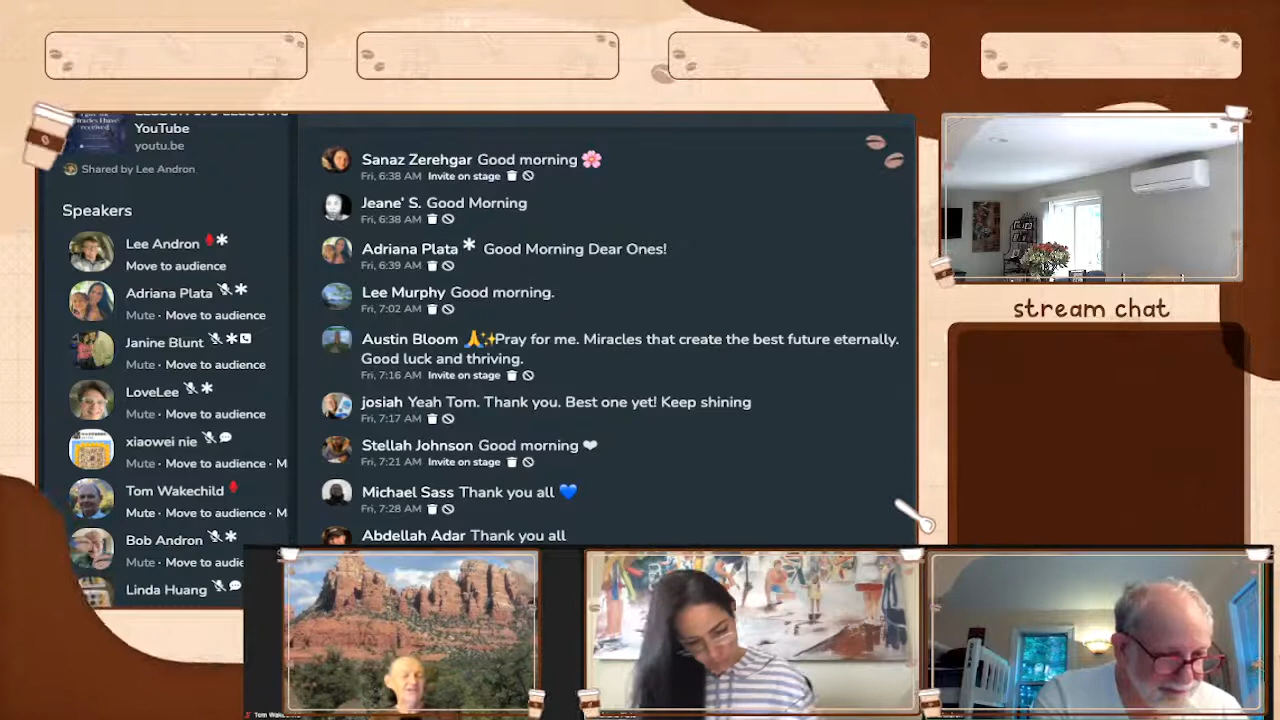 miracles I have
received
YouTube
youtu.be
Shared by Lee Andron
Speakers
Lee Andron
Move to audience
Adriana Plata
Mute · Move to audience
Janine Blunt
Mute · Move to audience
LoveLee
Mute · Move to audience
xiaowei nie
Mute · Move to audience · M
Tom Wakechild
Mute · Move to audience · M
Bob Andron
Mute · Move to audie
Linda Huang
Sanaz Zerehgar Good morning 🌸
Fri, 6:38 AM Invite on stage
Jeane' S. Good Morning
Fri, 6:38 AM
Adriana Plata * Good Morning Dear Ones!
Fri, 6:39 AM
Lee Murphy Good morning.
Fri, 7:02 AM
Austin Bloom 🙏✨Pray for me. Miracles that create the best future eternally.
Good luck and thriving.
Fri, 7:16 AM Invite on stage
josiah Yeah Tom. Thank you. Best one yet! Keep shining
Fri, 7:17 AM
Stellah Johnson Good morning ❤
Fri, 7:21 AM Invite on stage
Michael Sass Thank you all 💙
Fri, 7:28 AM
Abdellah Adar Thank you all
stream chat
Tom Wakechild